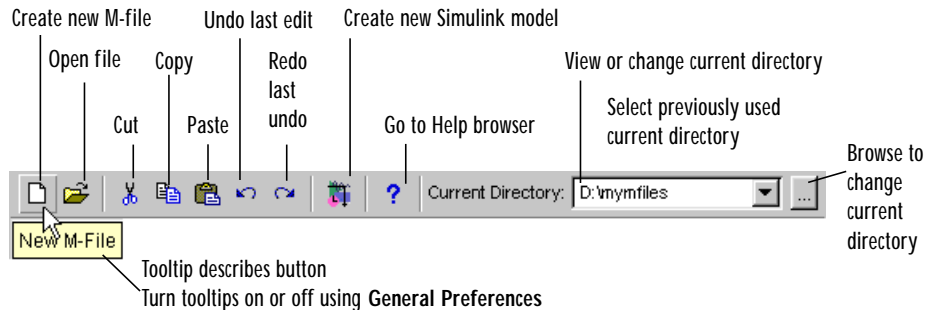 Create new M-file
Undo last edit
Create new Simulink model
Open file
Copy
Redo
last
undo
View or change current directory
Cut
Paste
Go to Help browser
Select previously used
current directory
Browse to
change
current
directory
?
Current Directory: D:\mymfiles
...
New M-File
Tooltip describes button
Turn tooltips on or off using General Preferences